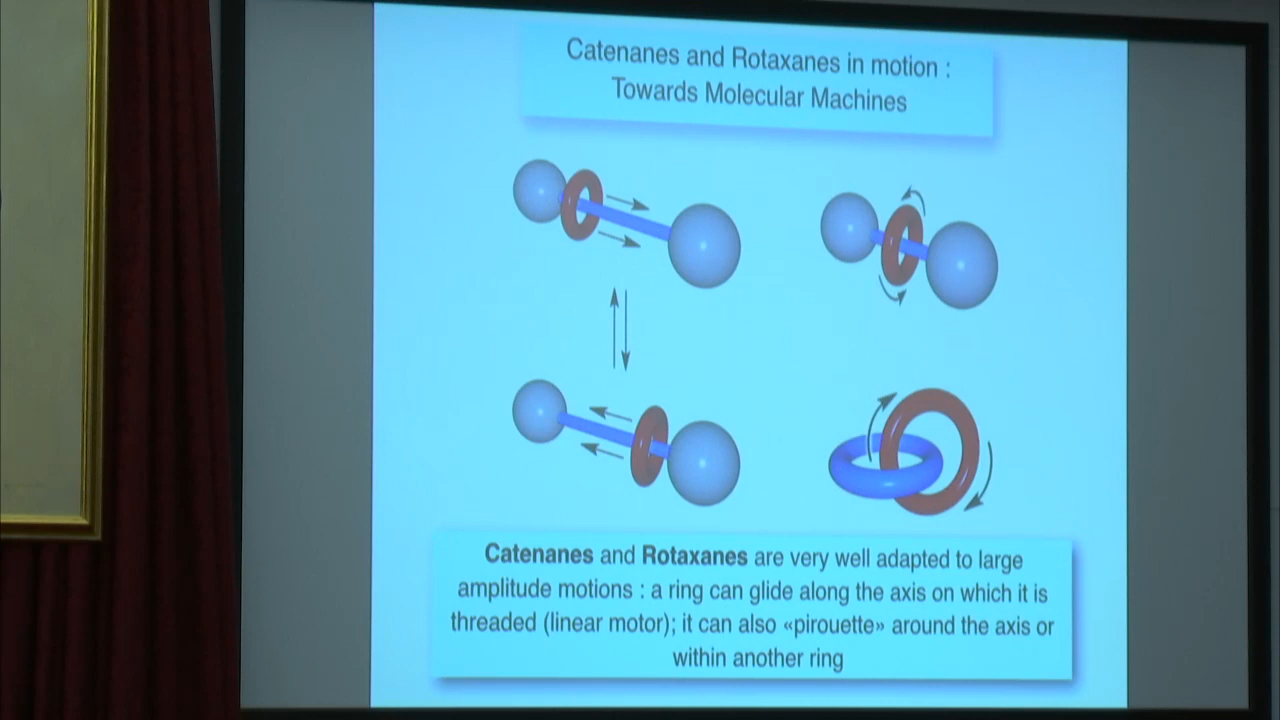 Catenanes and Rotaxanes in motion :
Towards Molecular Machines
Catenanes and Rotaxanes are very well adapted to large
amplitude motions : a ring can glide along the axis on which it is
threaded (linear motor); it can also «pirouette» around the axis or
within another ring